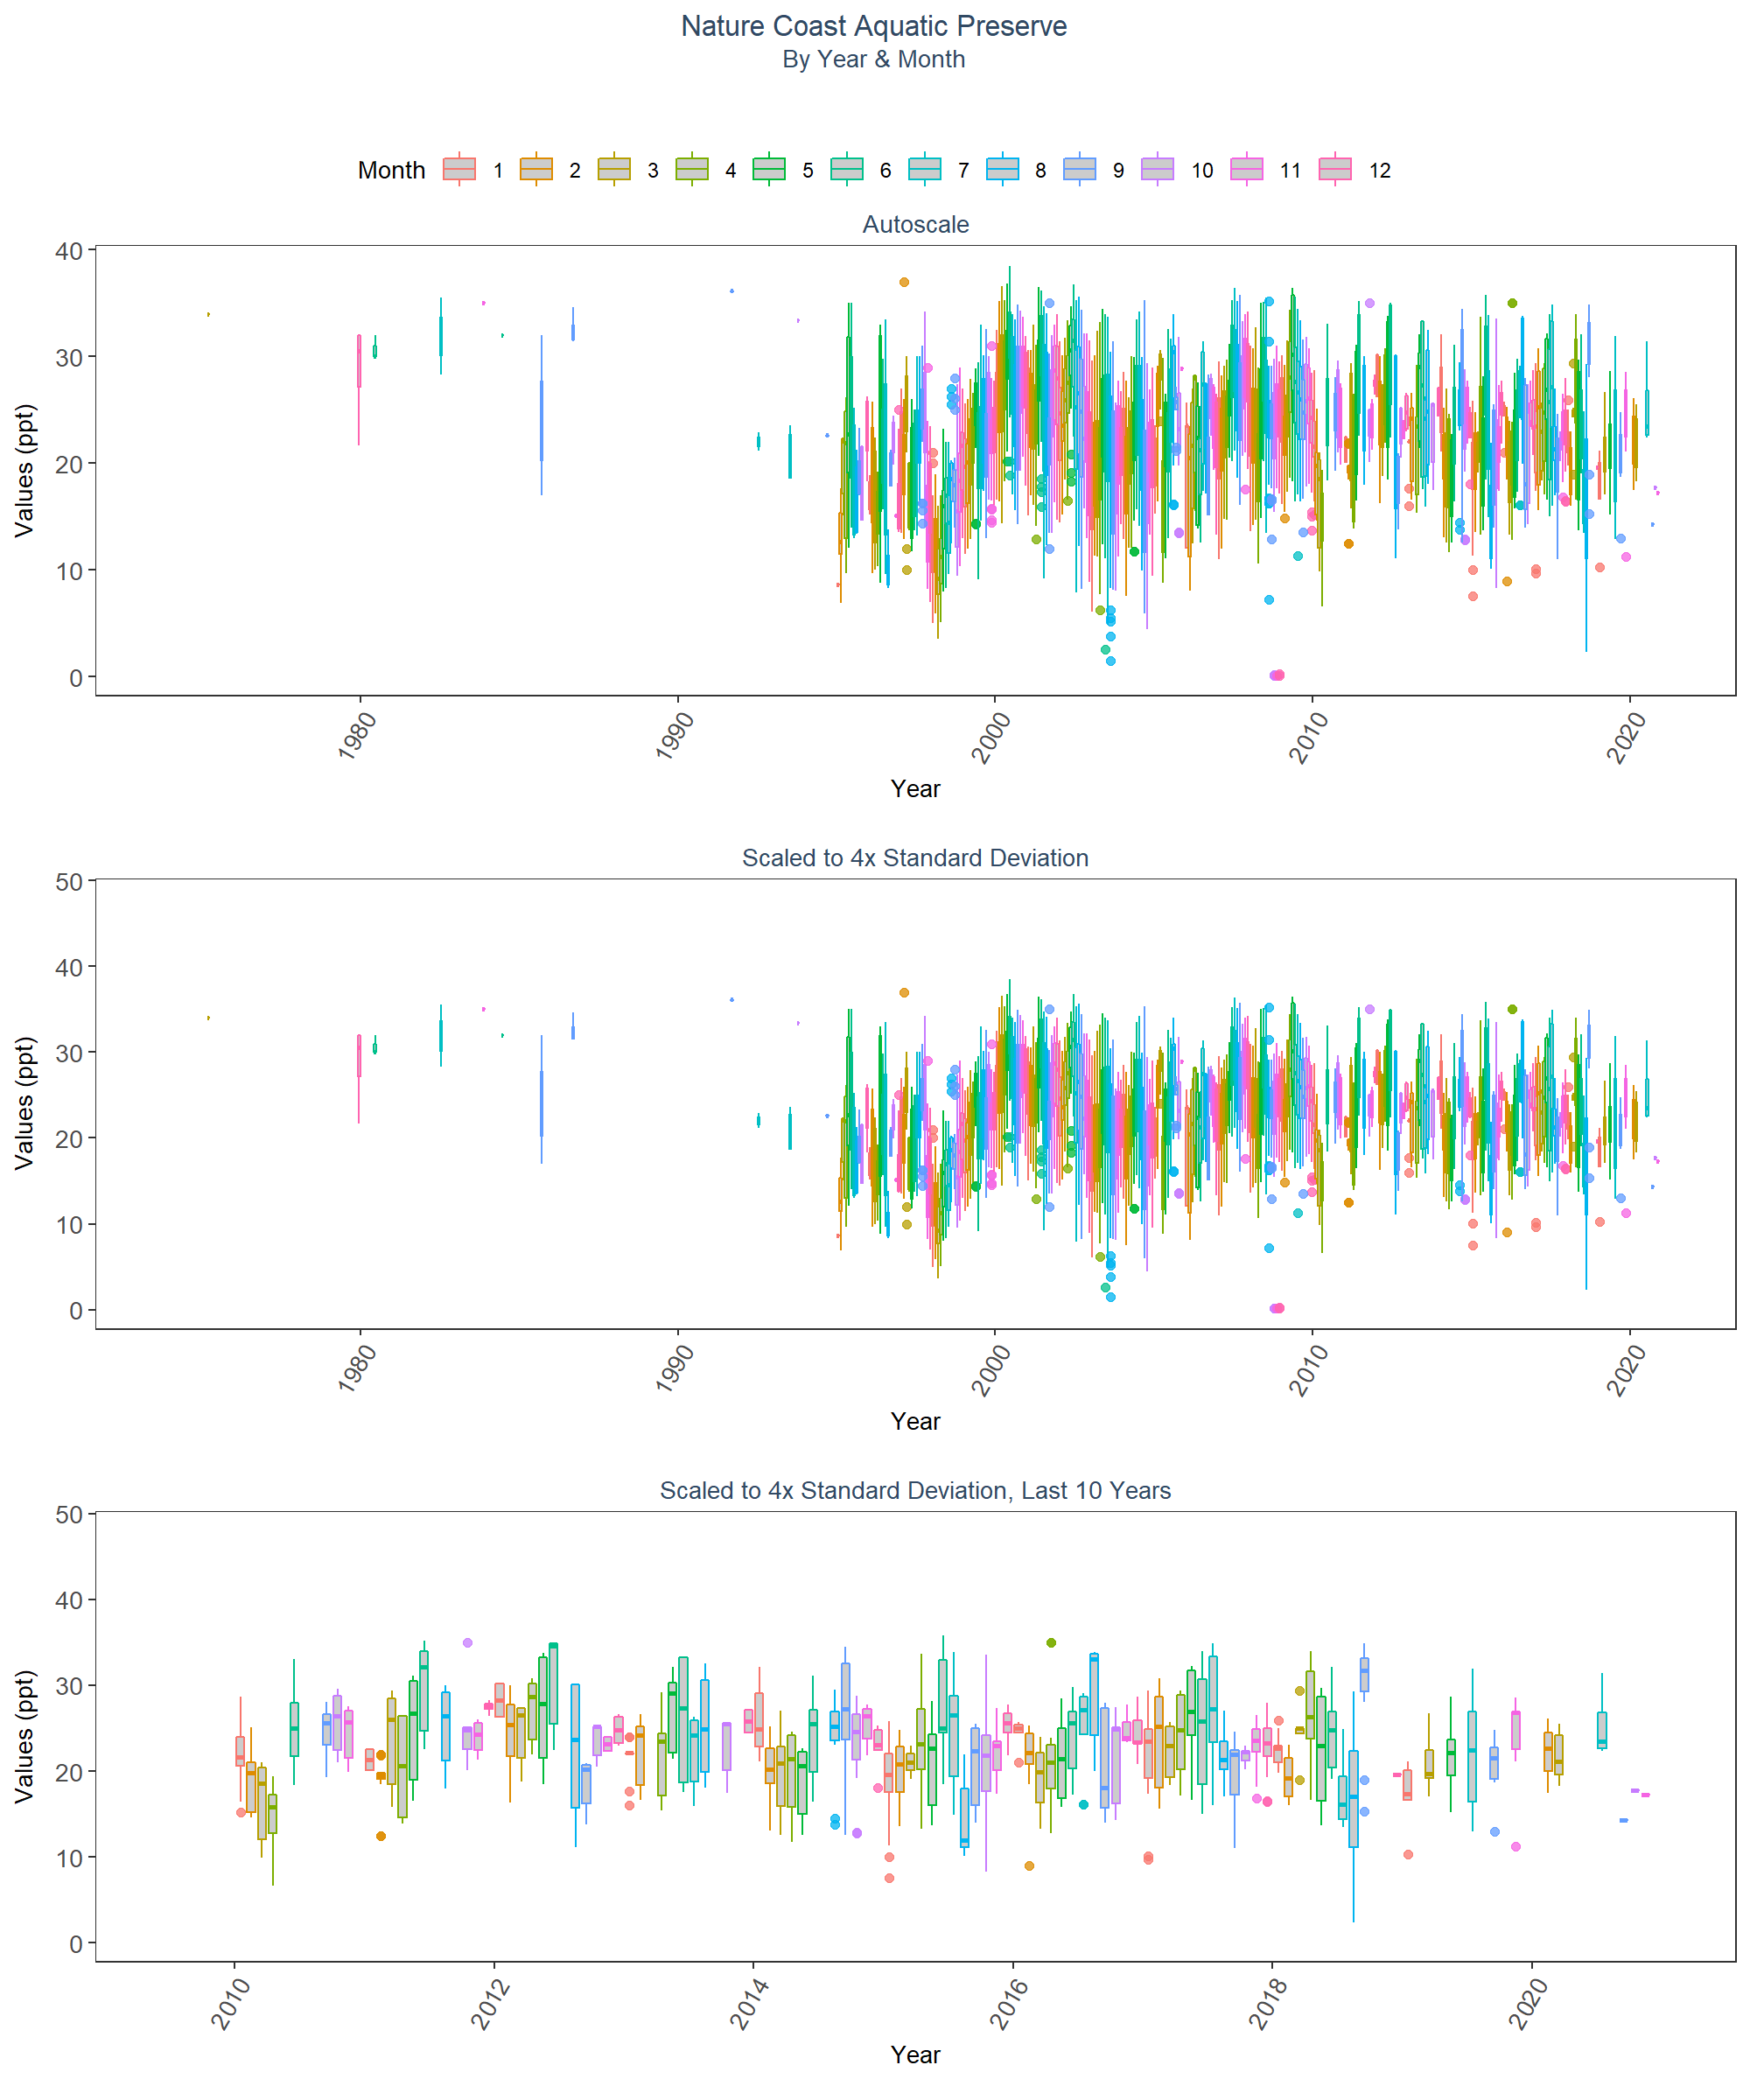 Nature Coast Aquatic Preserve
By Year & Month
Month 1 2 3 4 5 6 7 8 9 10 11 12
Autoscale
40
30
20
10
0
Values (ppt)
1980 1990 2000 2010 2020
Year
Scaled to 4x Standard Deviation
50
40
30
20
10
0
Values (ppt)
1980 1990 2000 2010 2020
Year
Scaled to 4x Standard Deviation, Last 10 Years
50
40
30
20
10
0
Values (ppt)
2010 2012 2014 2016 2018 2020
Year